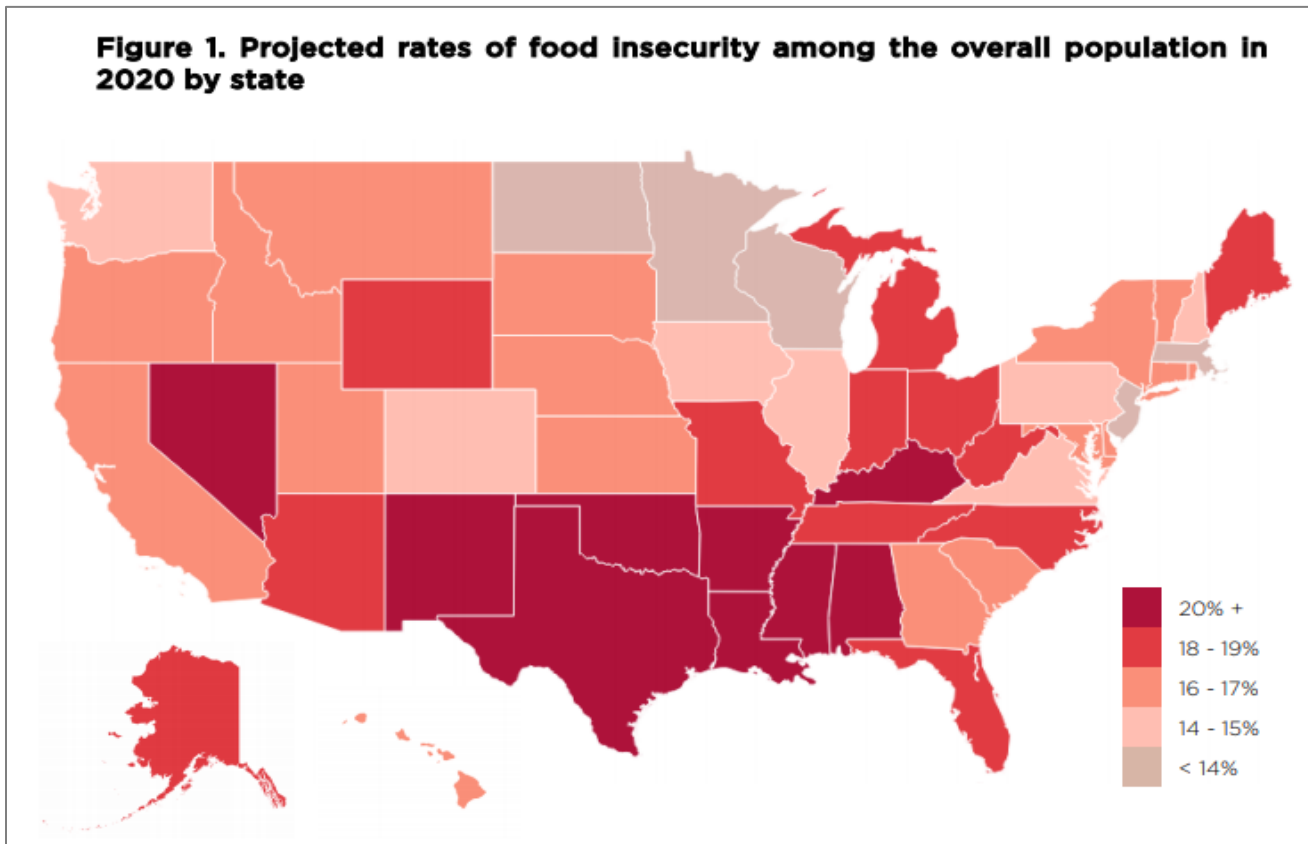 Figure 1. Projected rates of food insecurity among the overall population in
2020 by state
20% +
18 - 19%
16 - 17%
14 - 15%
< 14%